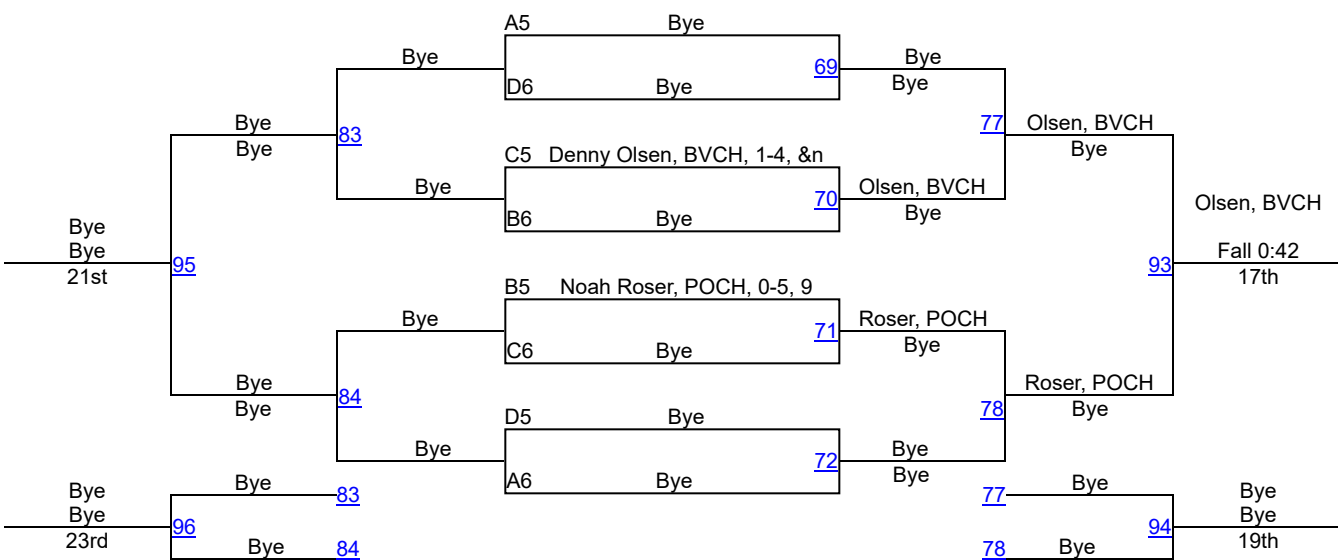 A5 Bye
Bye 69 Bye
D6 Bye Bye
Bye 83 77 Olsen, BVCH
Bye Bye
C5 Denny Olsen, BVCH, 1-4, &n
Bye 70 Olsen, BVCH
B6 Bye Bye
Bye Olsen, BVCH
Bye 95 93 Fall 0:42
21st 17th
B5 Noah Roser, POCH, 0-5, 9
Bye 71 Roser, POCH
C6 Bye Bye
Bye 84 78 Roser, POCH
Bye Bye
D5 Bye
Bye 72 Bye
A6 Bye Bye
Bye Bye 83 77 Bye Bye
Bye 96 94 Bye
23rd Bye 84 78 Bye 19th